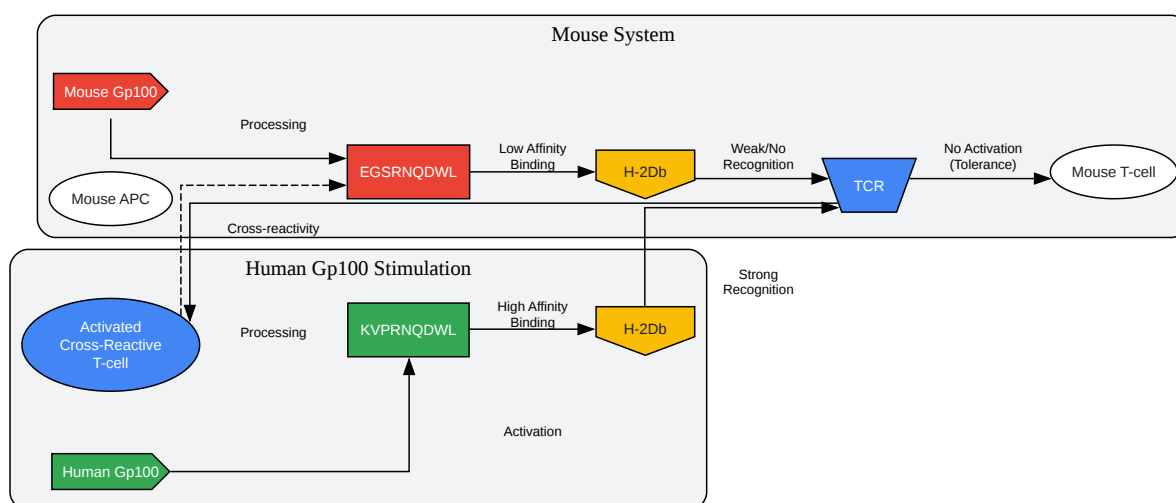 Mouse System
Mouse Gp100
Processing
EGSRNQDWL
Low Affinity
Binding
H-2Db
Weak/No
Recognition
TCR
No Activation
(Tolerance)
Mouse T-cell
Mouse APC
Cross-reactivity
Human Gp100 Stimulation
Strong
Recognition
Activated
Cross-Reactive
T-cell
Processing
KVPRNQDWL
High Affinity
Binding
H-2Db
Activation
Human Gp100